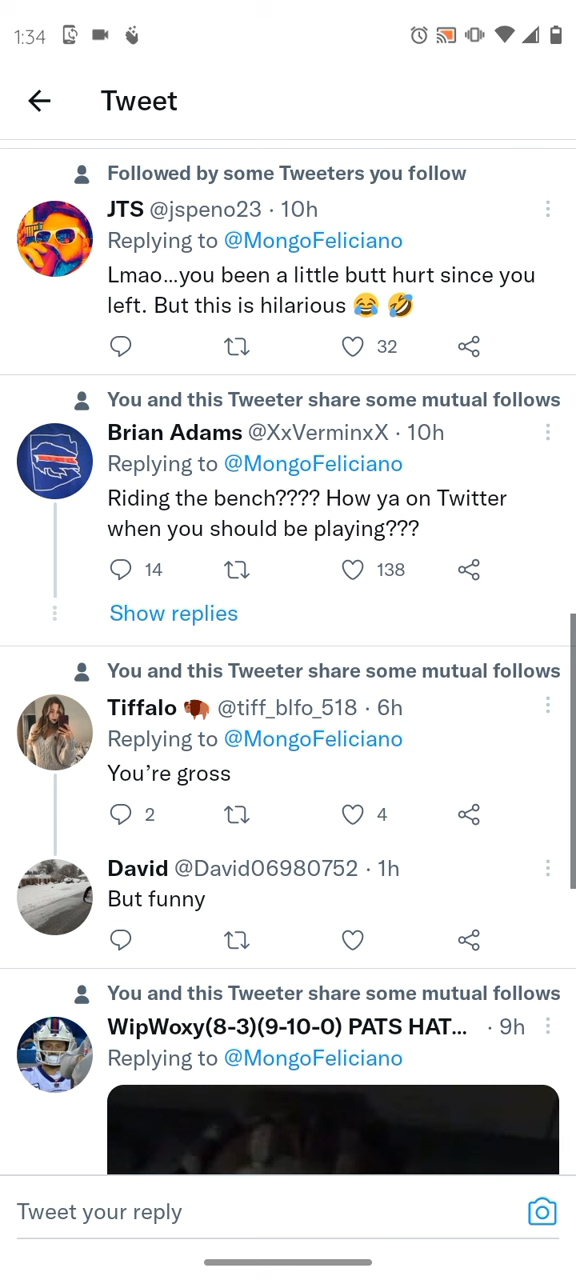 1:34
Tweet
Followed by some Tweeters you follow
JTS @jspeno23 · 10h
Replying to @MongoFeliciano
Lmao...you been a little butt hurt since you
left. But this is hilarious 😂 🤣
32
You and this Tweeter share some mutual follows
Brian Adams @XxVerminxX · 10h
Replying to @MongoFeliciano
Riding the bench???? How ya on Twitter
when you should be playing???
14 138
Show replies
You and this Tweeter share some mutual follows
Tiffalo 🦬 @tiff_blfo_518 · 6h
Replying to @MongoFeliciano
You’re gross
2 4
David @David06980752 · 1h
But funny
You and this Tweeter share some mutual follows
WipWoxy(8-3)(9-10-0) PATS HAT... · 9h
Replying to @MongoFeliciano
Tweet your reply